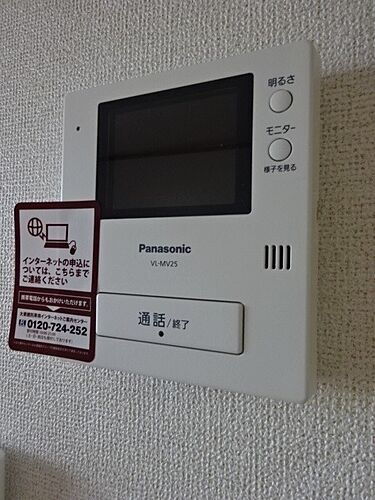 明るさ
モニター
様子を見る
Panasonic
VL-MV25
通話/終了
インターネットの申込に
ついては、こちらまで
ご連絡ください
携帯電話からもおかけいただけます。
0120-724-252